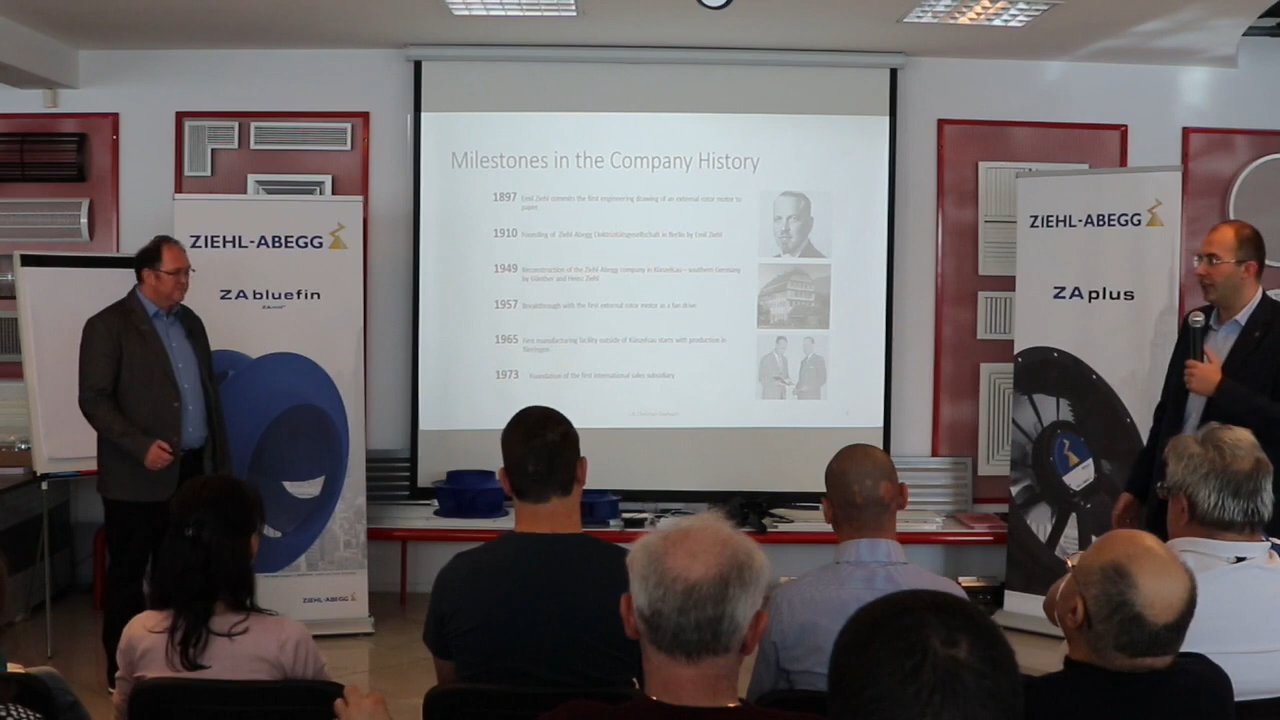 Milestones in the Company History
1897 Emil Ziehl commits the first engineering drawing of an external rotor motor to
paper
1910 Founding of Ziehl-Abegg Elektrizitätsgesellschaft in Berlin by Emil Ziehl
1949 Reconstruction of the Ziehl-Abegg company in Künzelsau – southern Germany
by Günther and Heinz Ziehl
1957 Breakthrough with the first external rotor motor as a fan drive
1965 First manufacturing facility outside of Künzelsau starts with production in
1973 Foundation of the first international sales subsidiary
ZIEHL-ABEGG
ZAbluefin
ZIEHL-ABEGG
ZIEHL-ABEGG
ZAplus